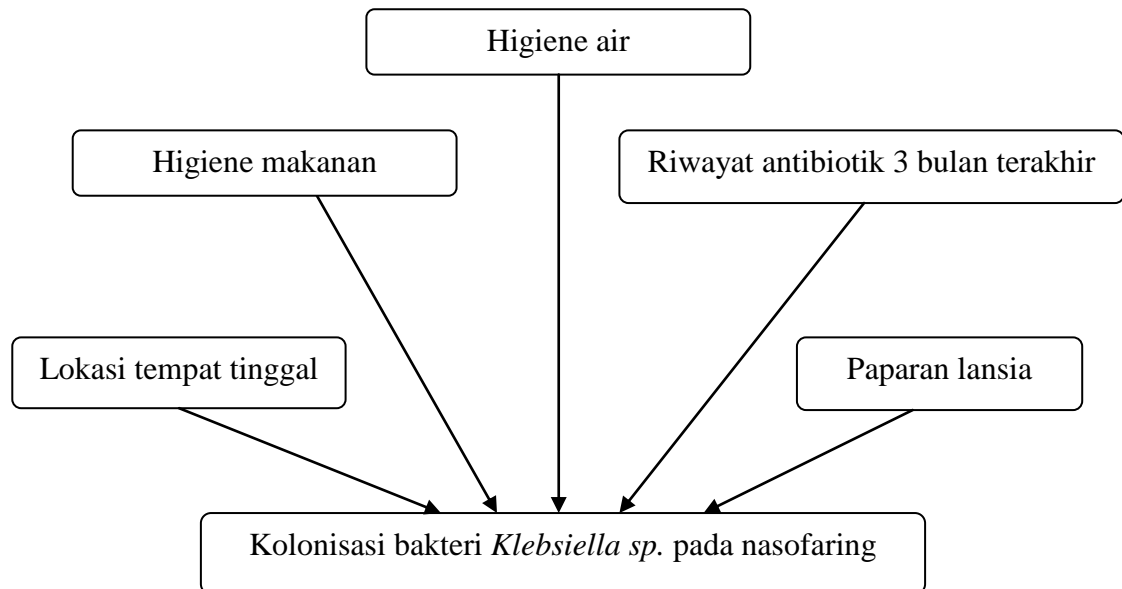 Higiene air
Higiene makanan
Riwayat antibiotik 3 bulan terakhir
Lokasi tempat tinggal
Paparan lansia
Kolonisasi bakteri Klebsiella sp. pada nasofaring